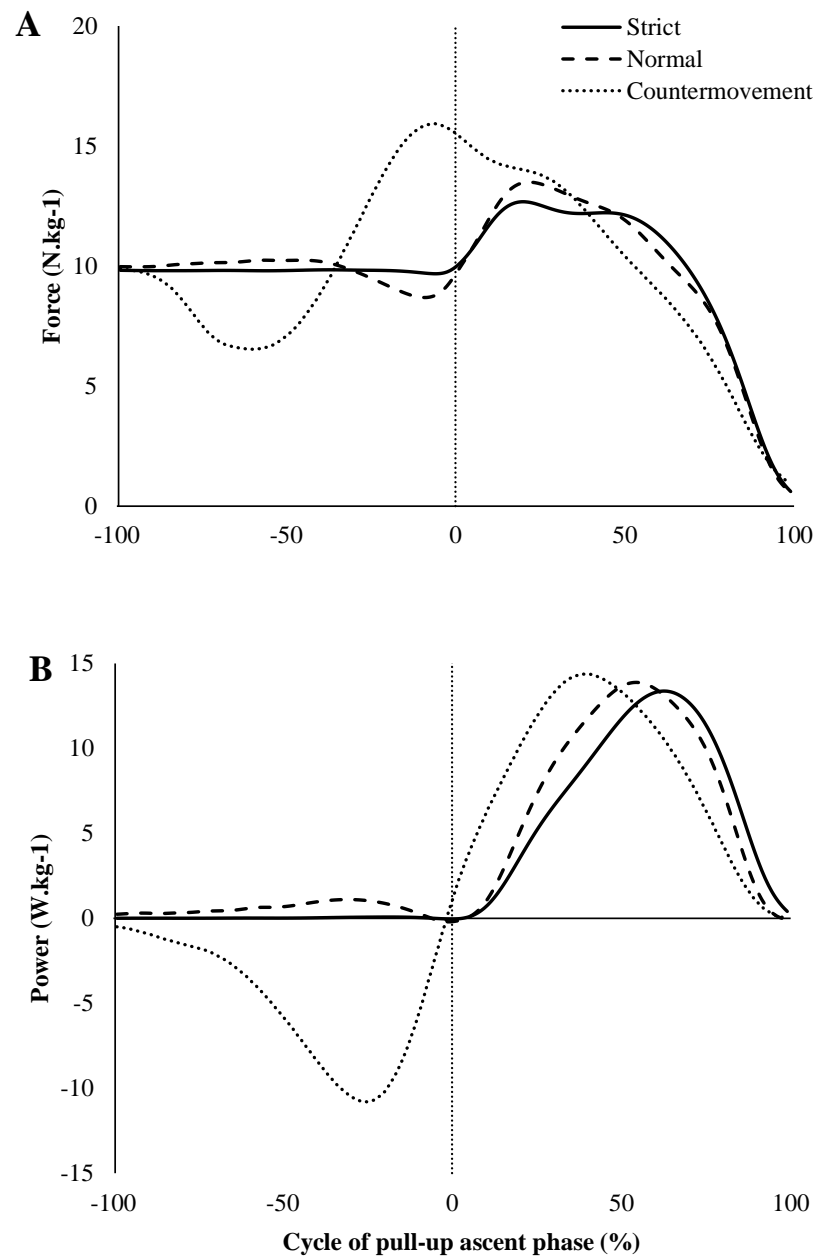 A
20
15
10
5
0
Force (N.kg-1)
Strict
Normal
Countermovement
-100
-50
0
50
100
B
15
10
5
0
-5
-10
-15
Power (W.kg-1)
-100
-50
0
50
100
Cycle of pull-up ascent phase (%)